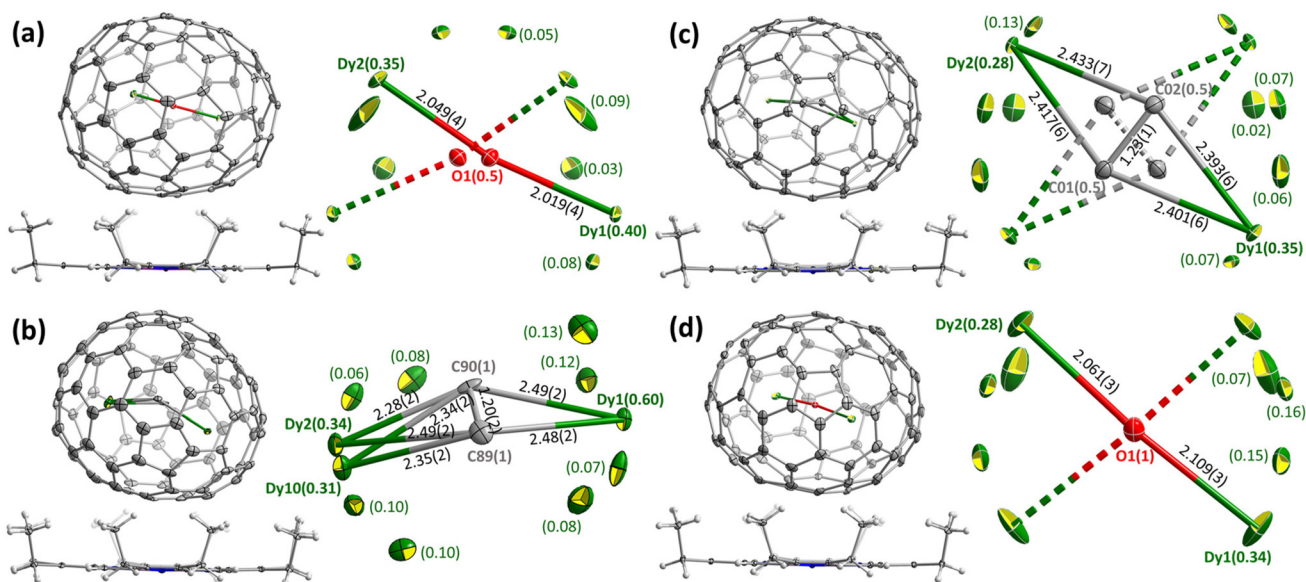 (a)
(0.05)
Dy2(0.35)
(0.09)
2.049(4)
(0.03)
O1(0.5)
2.019(4)
Dy1(0.40)
(0.08)
(b)
(0.13)
(0.08)
C90(1)
(0.12)
(0.06)
2.49(2)
Dy1(0.60)
2.28(2)
2.34(2)
.20(2)
Dy2(0.34)
2.49(2)
2.48(2)
2.35(2)
C89(1)
(0.07)
Dy10(0.31)
(0.10)
(0.08)
(0.10)
(c)
(0.13)
2.433(7)
Dy2(0.28)
(0.07)
C02(0.5)
2.417(6)
(0.02)
1.23(1)
2.393(6)
C01(0.5)
(0.06)
2.401(6)
Dy1(0.35)
(0.07)
(d)
Dy2(0.28)
2.061(3)
(0.07)
(0.16)
O1(1)
(0.15)
2.109(3)
Dy1(0.34)